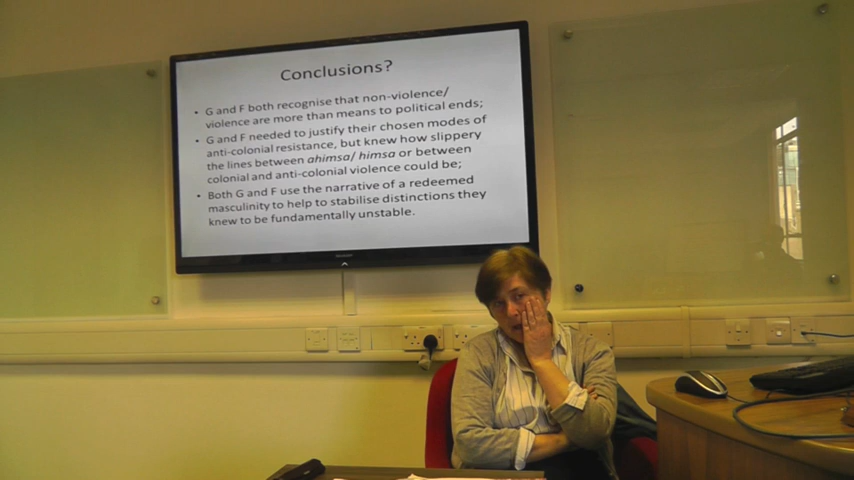 Conclusions?
• G and F both recognise that non-violence/
violence are more than means to political ends;
• G and F needed to justify their chosen modes of
anti-colonial resistance, but knew how slippery
the lines between ahimsa/ himsa or between
colonial and anti-colonial violence could be;
• Both G and F use the narrative of a redeemed
masculinity to help to stabilise distinctions they
knew to be fundamentally unstable.